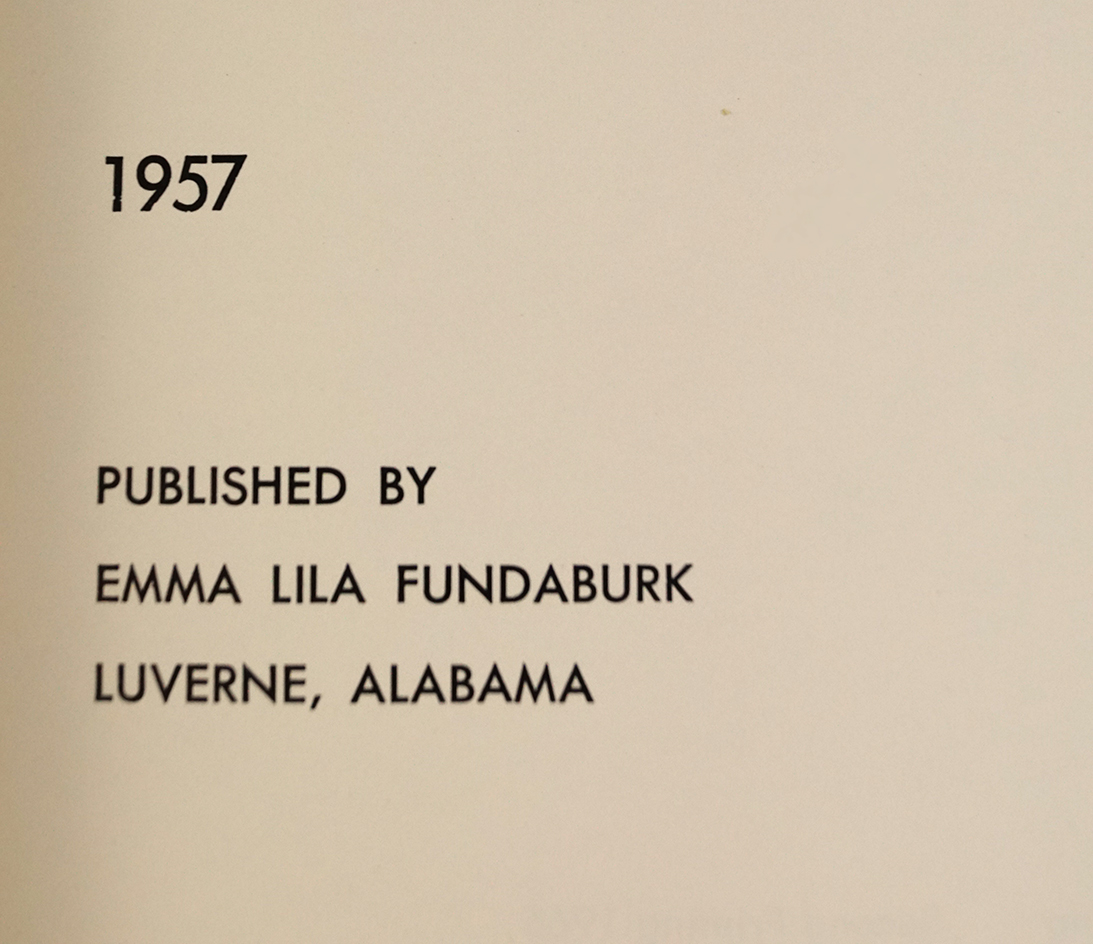 1957
PUBLISHED BY
EMMA LILA FUNDABURK
LUVERNE, ALABAMA